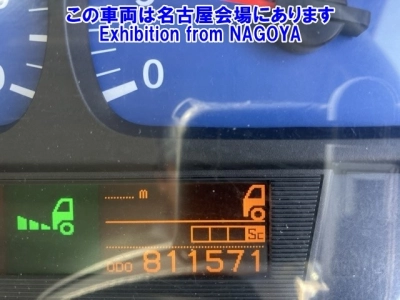 この車両は名古屋会場にあります
Exhibition from NAGOYA
0
0
........ m
Sc
ODO 811571